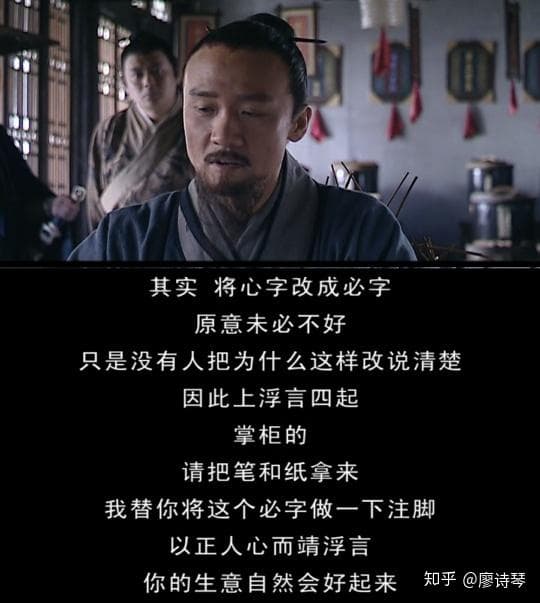 其实 将心字改成必字
原意未必不好
只是没有人把为什么这样改说清楚
因此上浮言四起
掌柜的
请把笔和纸拿来
我替你将这个必字做一下注脚
以正人心而靖浮言
你的生意自然会好起来
知乎 @廖诗琴